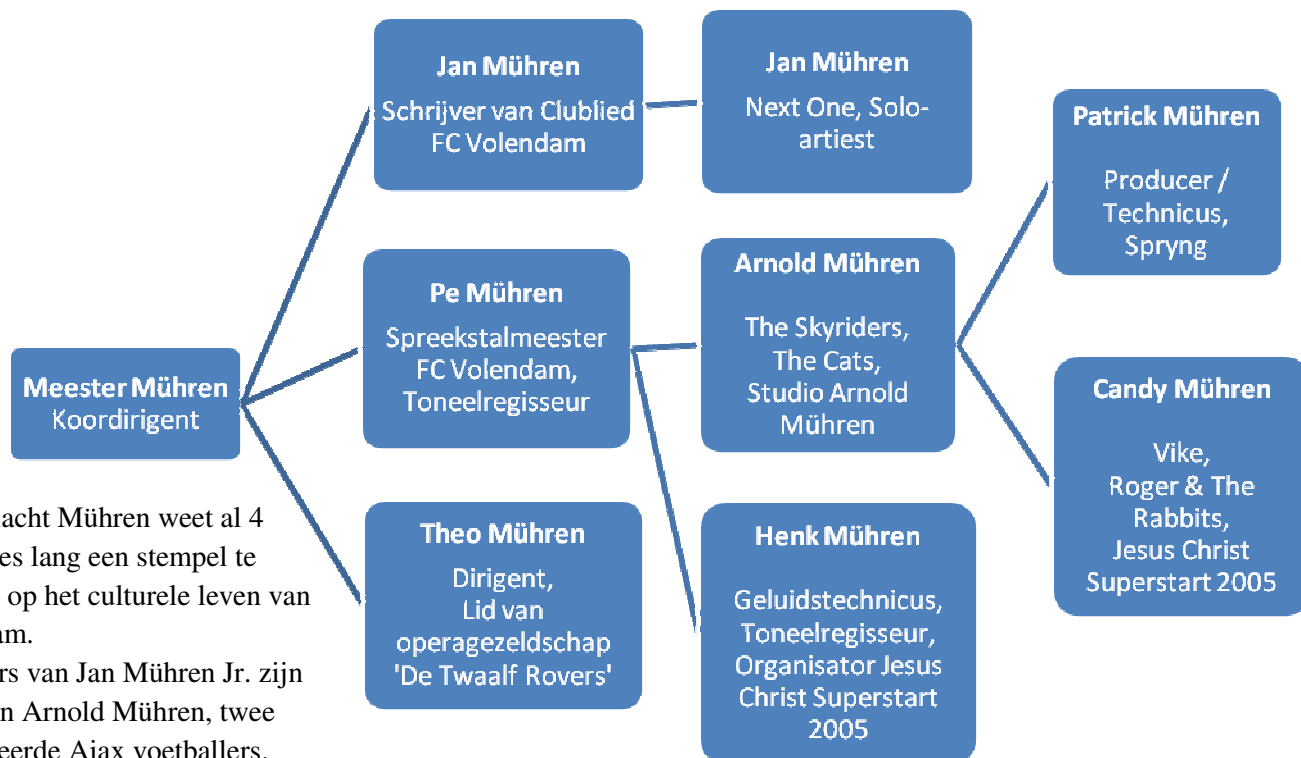 Jan Mühren
Schrijver van Clublied
FC Volendam
Jan Mühren
Next One, Solo-
artiest
Patrick Mühren
Producer /
Technicus,
Spryng
Meester Mühren
Koordirigent
Pe Mühren
Spreekstalmeester
FC Volendam,
Toneelregisseur
Arnold Mühren
The Skyriders,
The Cats,
Studio Arnold
Mühren
Candy Mühren
Vike,
Roger & The
Rabbits,
Jesus Christ
Superstart 2005
Theo Mühren
Dirigent,
Lid van
operagezeldschap
'De Twaalf Rovers'
Henk Mühren
Geluidstechnicus,
Toneelregisseur,
Organisator Jesus
Christ Superstart
2005
Mühren weet al 4
lang een stempel te
op het culturele leven van
van Jan Mühren Jr. zijn
Arnold Mühren, twee
Ajax voetballers.